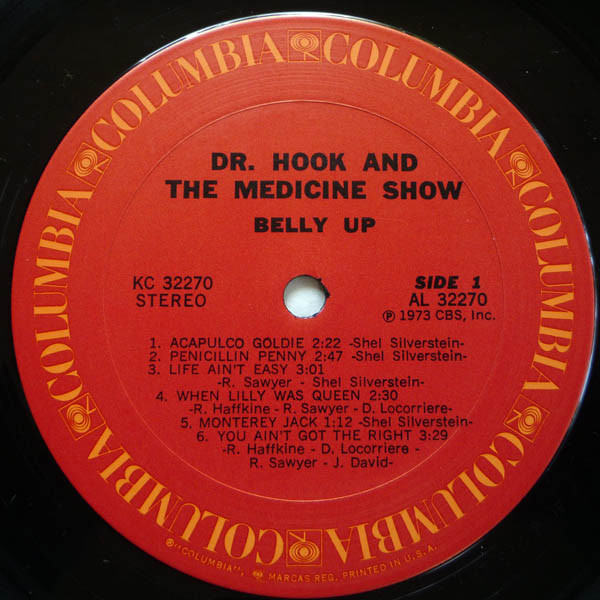 COLUMBIA COLUMBIA COLUMBIA COLUMBIA COLUMBIA COLUMBIA COLUMBIA COLUMBIA
DR. HOOK AND
THE MEDICINE SHOW
BELLY UP
KC 32270
STEREO
SIDE 1
AL 32270
Ⓟ 1973 CBS, Inc.
1. ACAPULCO GOLDIE 2:22 -Shel Silverstein-
2. PENICILLIN PENNY 2:47 -Shel Silverstein-
3. LIFE AIN'T EASY 3:01
-R. Sawyer - Shel Silverstein-
4. WHEN LILLY WAS QUEEN 2:30
-R. Haffkine - R. Sawyer - D. Locorriere-
5. MONTEREY JACK 1:12 -Shel Silverstein-
6. YOU AIN'T GOT THE RIGHT 3:29
-R. Haffkine - D. Locorriere -
R. Sawyer - J. David-
®"COLUMBIA", MARCAS REG. PRINTED IN U.S.A.